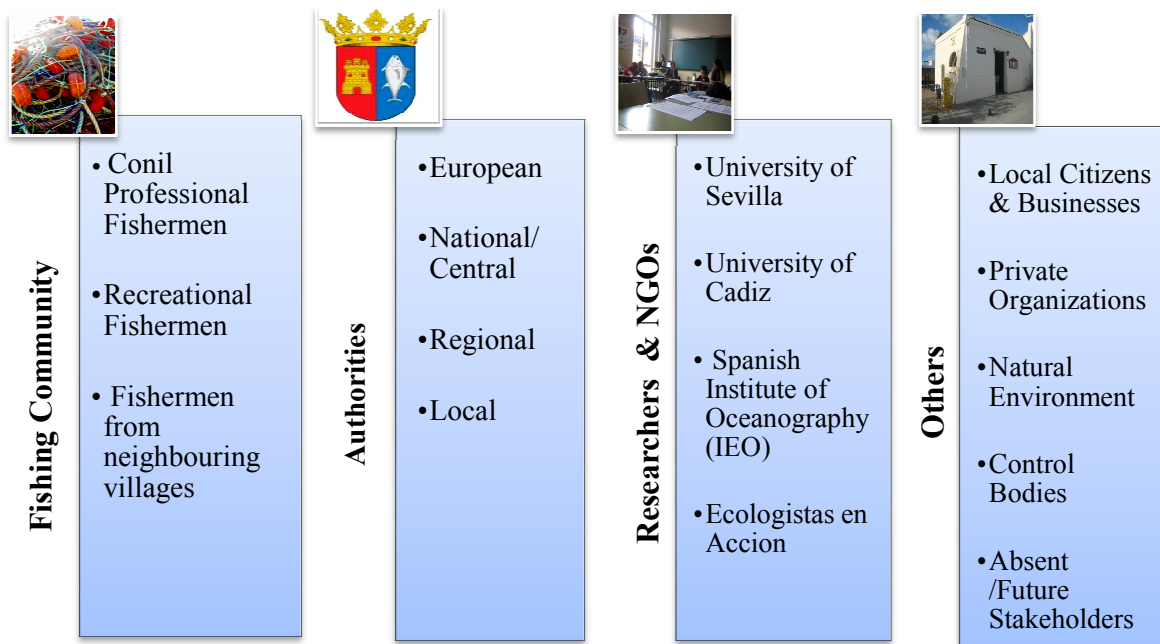 Fishing Community
• Conil
Professional
Fishermen
•Recreational
Fishermen
• Fishermen
from
neighbouring
villages
Authorities
•European
•National/
Central
•Regional
•Local
Researchers & NGOs
•University of
Sevilla
•University of
Cadiz
• Spanish
Institute of
Oceanography
(IEO)
•Ecologistas en
Accion
Others
•Local Citizens
& Businesses
•Private
Organizations
•Natural
Environment
•Control
Bodies
•Absent
/Future
Stakeholders